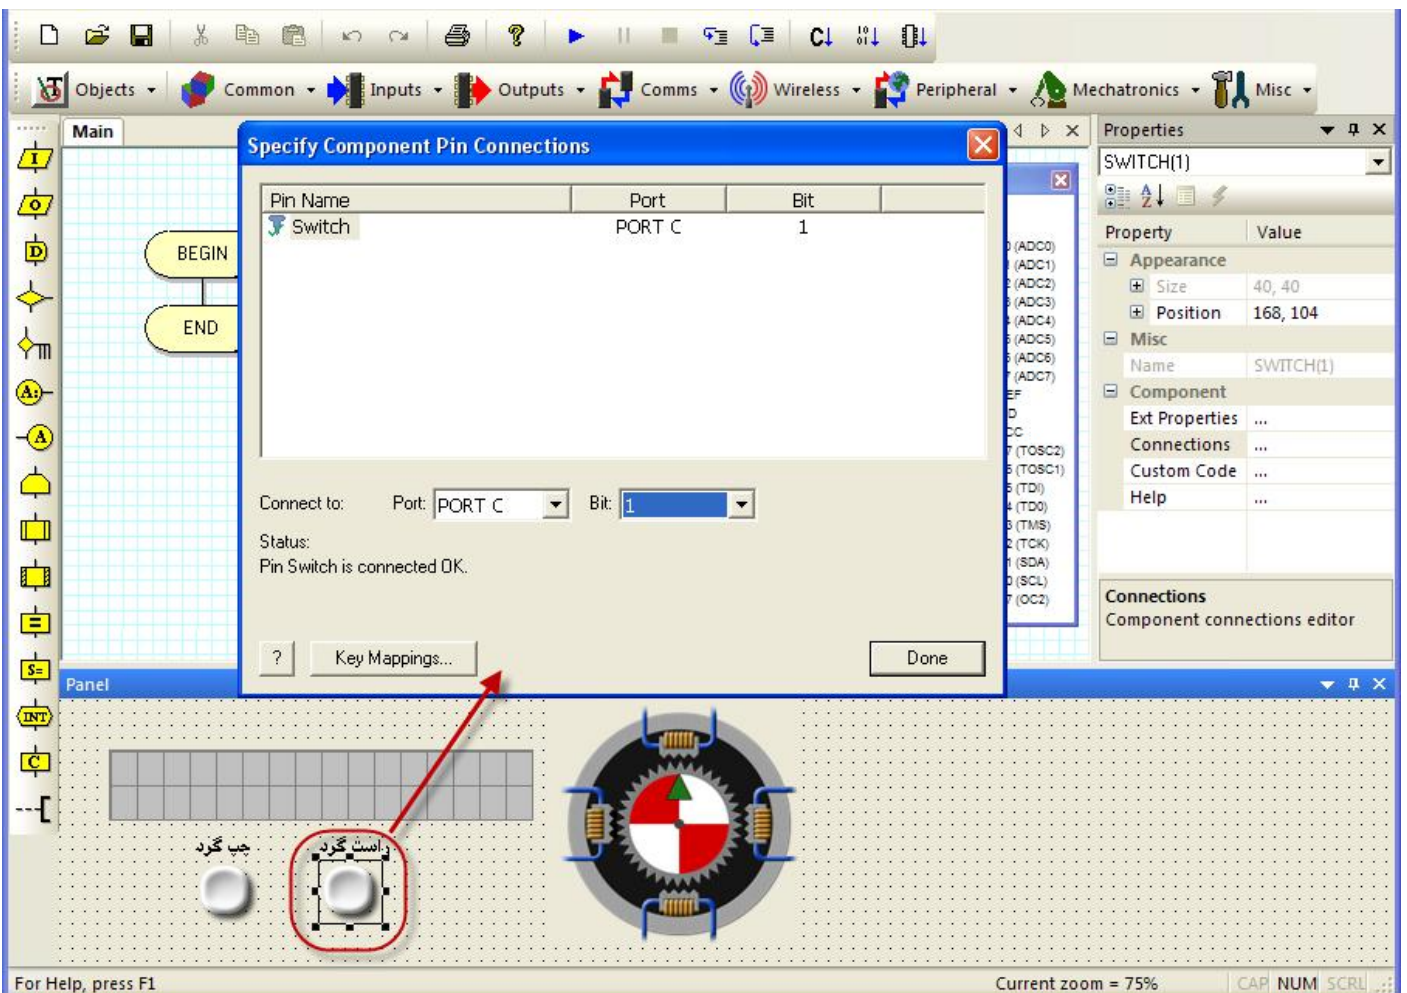 Objects Common Inputs Outputs Comms Wireless Peripheral Mechatronics Misc
Main
BEGIN
END
Specify Component Pin Connections
Pin Name Port Bit
Switch PORT C 1
Connect to: Port: PORT C Bit: 1
Status:
Pin Switch is connected OK.
? Key Mappings... Done
(ADC0)
(ADC1)
(ADC2)
(ADC3)
(ADC4)
(ADC5)
(ADC6)
(ADC7)
(TOSC2)
(TOSC1)
(TDI)
(TD0)
(TMS)
(TCK)
(SDA)
(SCL)
(OC2)
Properties
SWITCH(1)
Property Value
Appearance
Size 40, 40
Position 168, 104
Misc
Name SWITCH(1)
Component
Ext Properties ...
Connections ...
Custom Code ...
Help ...
Connections
Component connections editor
Panel
چپ گرد
راست گرد
For Help, press F1 Current zoom = 75% CAP NUM SCRL